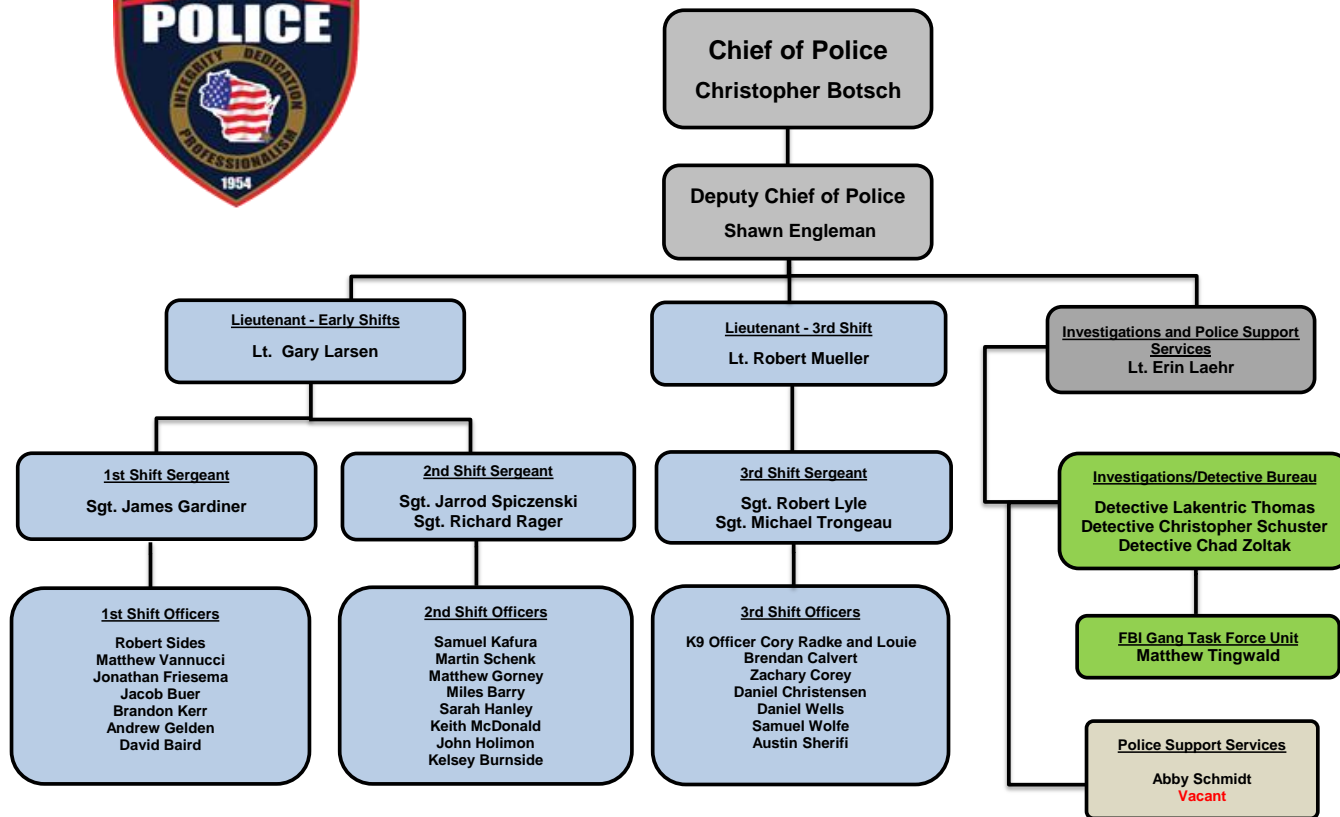 POLICE
INTEGRITY DEDICATION
PROFESSIONALISM
1954
Chief of Police
Christopher Botsch
Deputy Chief of Police
Shawn Engleman
Lieutenant - Early Shifts
Lt. Gary Larsen
Lieutenant - 3rd Shift
Lt. Robert Mueller
Investigations and Police Support
Services
Lt. Erin Laehr
1st Shift Sergeant
Sgt. James Gardiner
2nd Shift Sergeant
Sgt. Jarrod Spiczenski
Sgt. Richard Rager
3rd Shift Sergeant
Sgt. Robert Lyle
Sgt. Michael Trongeau
Investigations/Detective Bureau
Detective Lakentric Thomas
Detective Christopher Schuster
Detective Chad Zoltak
1st Shift Officers
Robert Sides
Matthew Vannucci
Jonathan Friesema
Jacob Buer
Brandon Kerr
Andrew Gelden
David Baird
2nd Shift Officers
Samuel Kafura
Martin Schenk
Matthew Gorney
Miles Barry
Sarah Hanley
Keith McDonald
John Holimon
Kelsey Burnside
3rd Shift Officers
K9 Officer Cory Radke and Louie
Brendan Calvert
Zachary Corey
Daniel Christensen
Daniel Wells
Samuel Wolfe
Austin Sherifi
FBI Gang Task Force Unit
Matthew Tingwald
Police Support Services
Abby Schmidt
Vacant